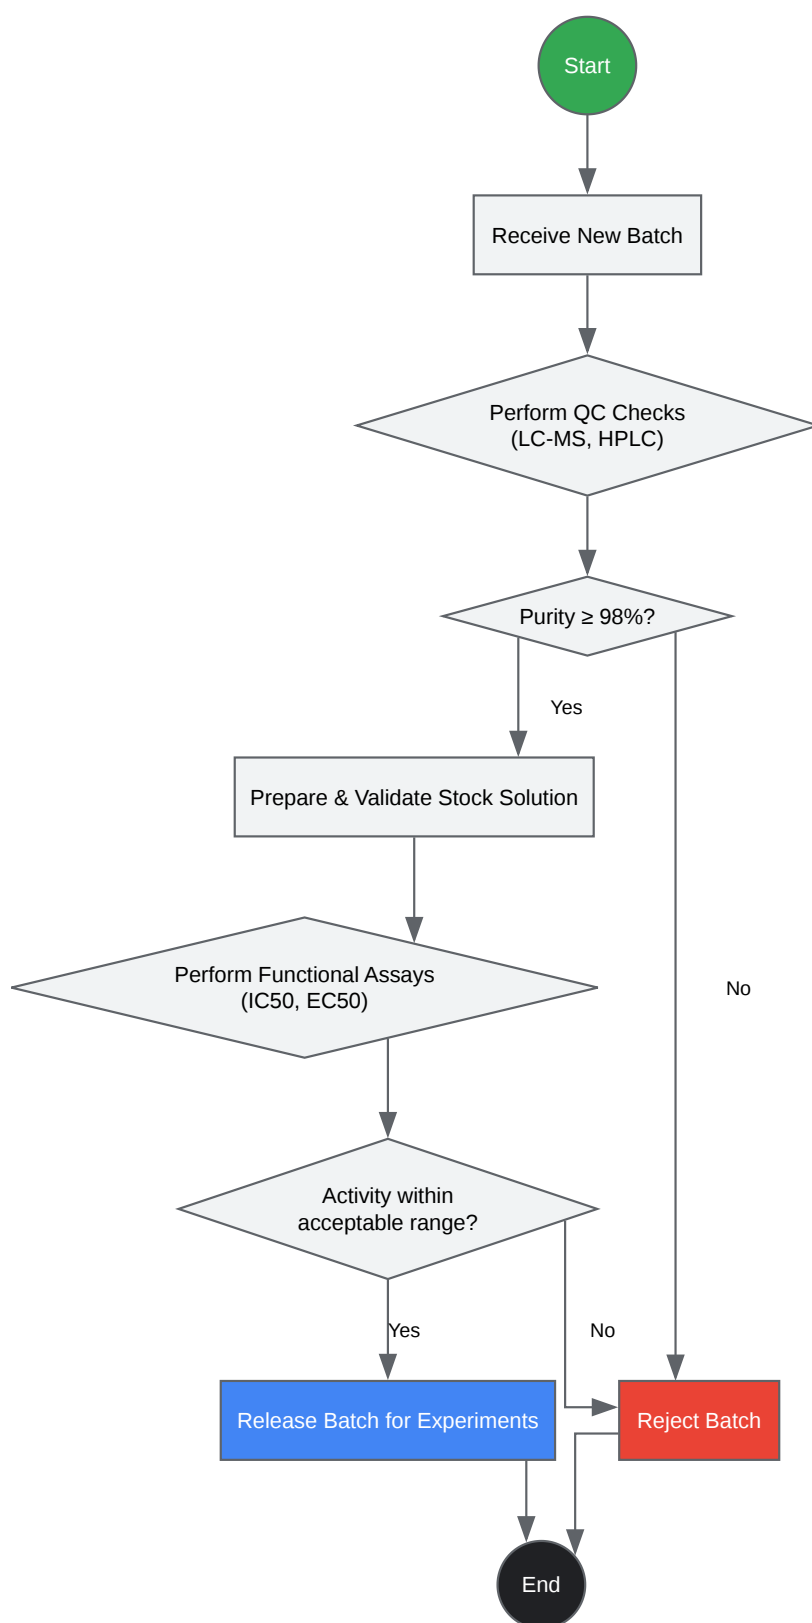 Start
Receive New Batch
Perform QC Checks
(LC-MS, HPLC)
Purity ≥ 98%?
Yes
Prepare & Validate Stock Solution
Perform Functional Assays
(IC50, EC50)
No
Activity within
acceptable range?
Yes
No
Release Batch for Experiments
Reject Batch
End